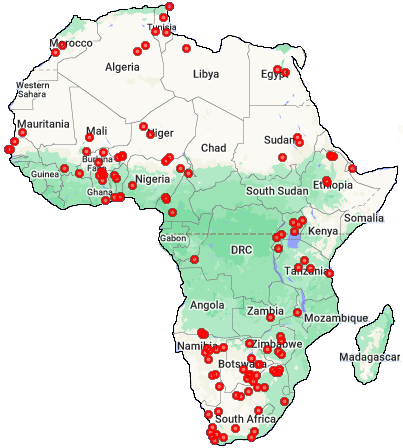 Tunisia
Morocco
Algeria
Libya
Egypt
Western
Sahara
Mauritania
Mali
Niger
Chad
Sudan
Burkina
Faso
Guinea
Ghana
Nigeria
Ethiopia
South Sudan
Somalia
Kenya
Gabon
DRC
Tanzania
Angola
Zambia
Mozambique
Namibia
Zimbabwe
Botswana
Madagascar
South Africa